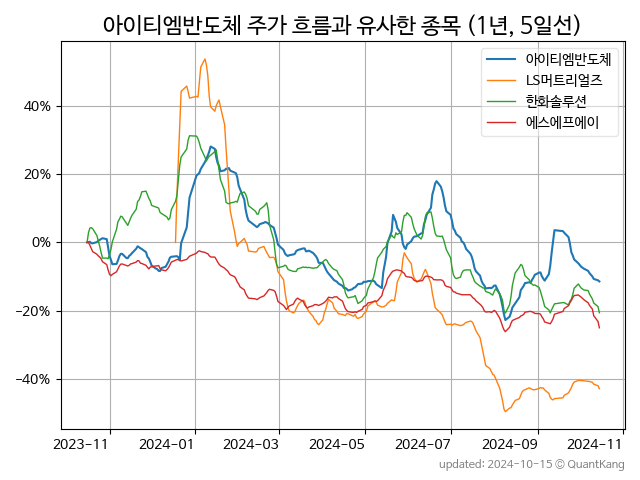 아이티엠반도체 주가 흐름과 유사한 종목 (1년, 5일선)
아이티엠반도체
LS머트리얼즈
한화솔루션
에스에프에이
40%
20%
0%
−20%
−40%
2023-11
2024-01
2024-03
2024-05
2024-07
2024-09
2024-11
updated: 2024-10-15 © QuantKang